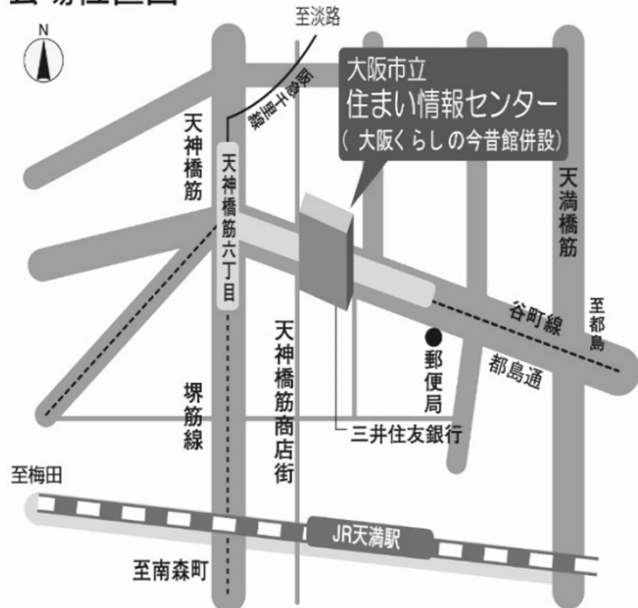 至淡路
N
大阪市立
住まい情報センター
(大阪くらしの今昔館併設)
阪急千里線
天神橋筋
天神橋筋六丁目
天満橋筋
谷町線
至都島
都島通
郵便局
天神橋筋商店街
堺筋線
三井住友銀行
至梅田
JR天満駅
至南森町